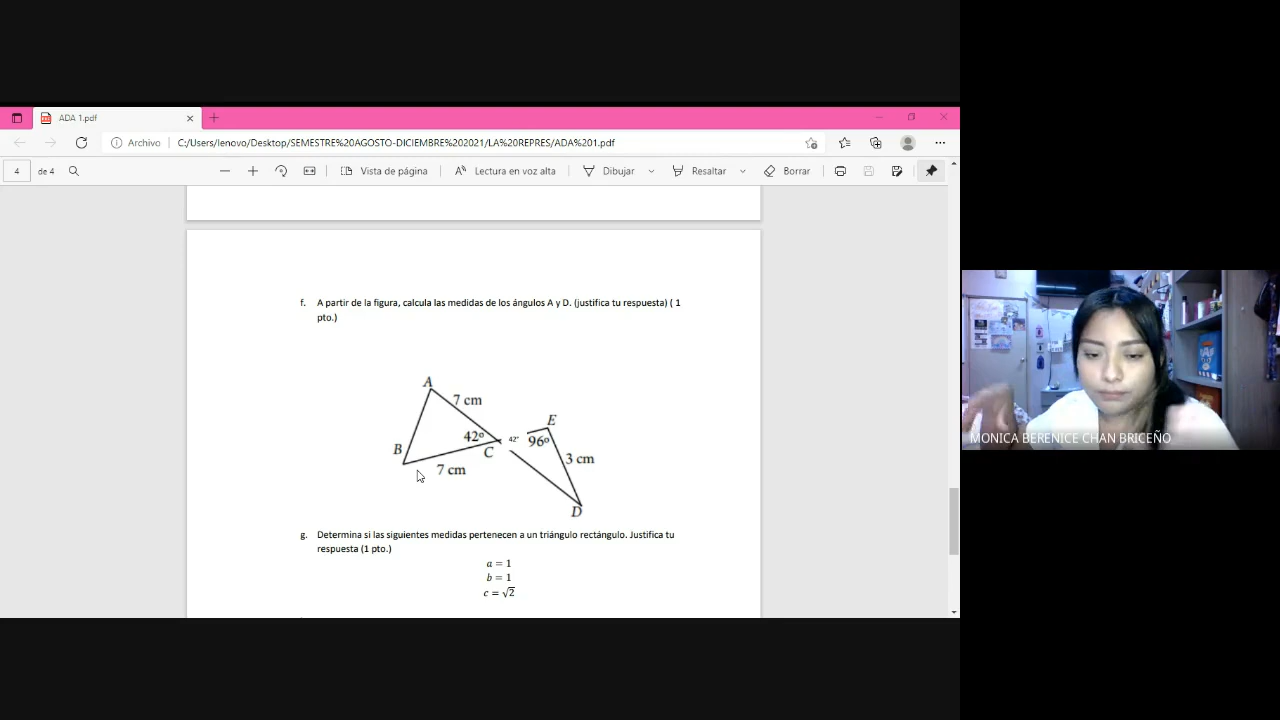 ADA 1.pdf
Archivo C:/Users/lenovo/Desktop/SEMESTRE%20AGOSTO-DICIEMBRE%202021/LA%20REPRES/ADA%201.pdf
4 de 4 Vista de página Lectura en voz alta Dibujar Resaltar Borrar
f. A partir de la figura, calcula las medidas de los ángulos A y D. (justifica tu respuesta) ( 1
pto.)
A
7 cm
E
42º
42°
96º
B
C
3 cm
7 cm
D
g. Determina si las siguientes medidas pertenecen a un triángulo rectángulo. Justifica tu
respuesta (1 pto.)
a = 1
b = 1
c = √2
MONICA BERENICE CHAN BRICEÑO